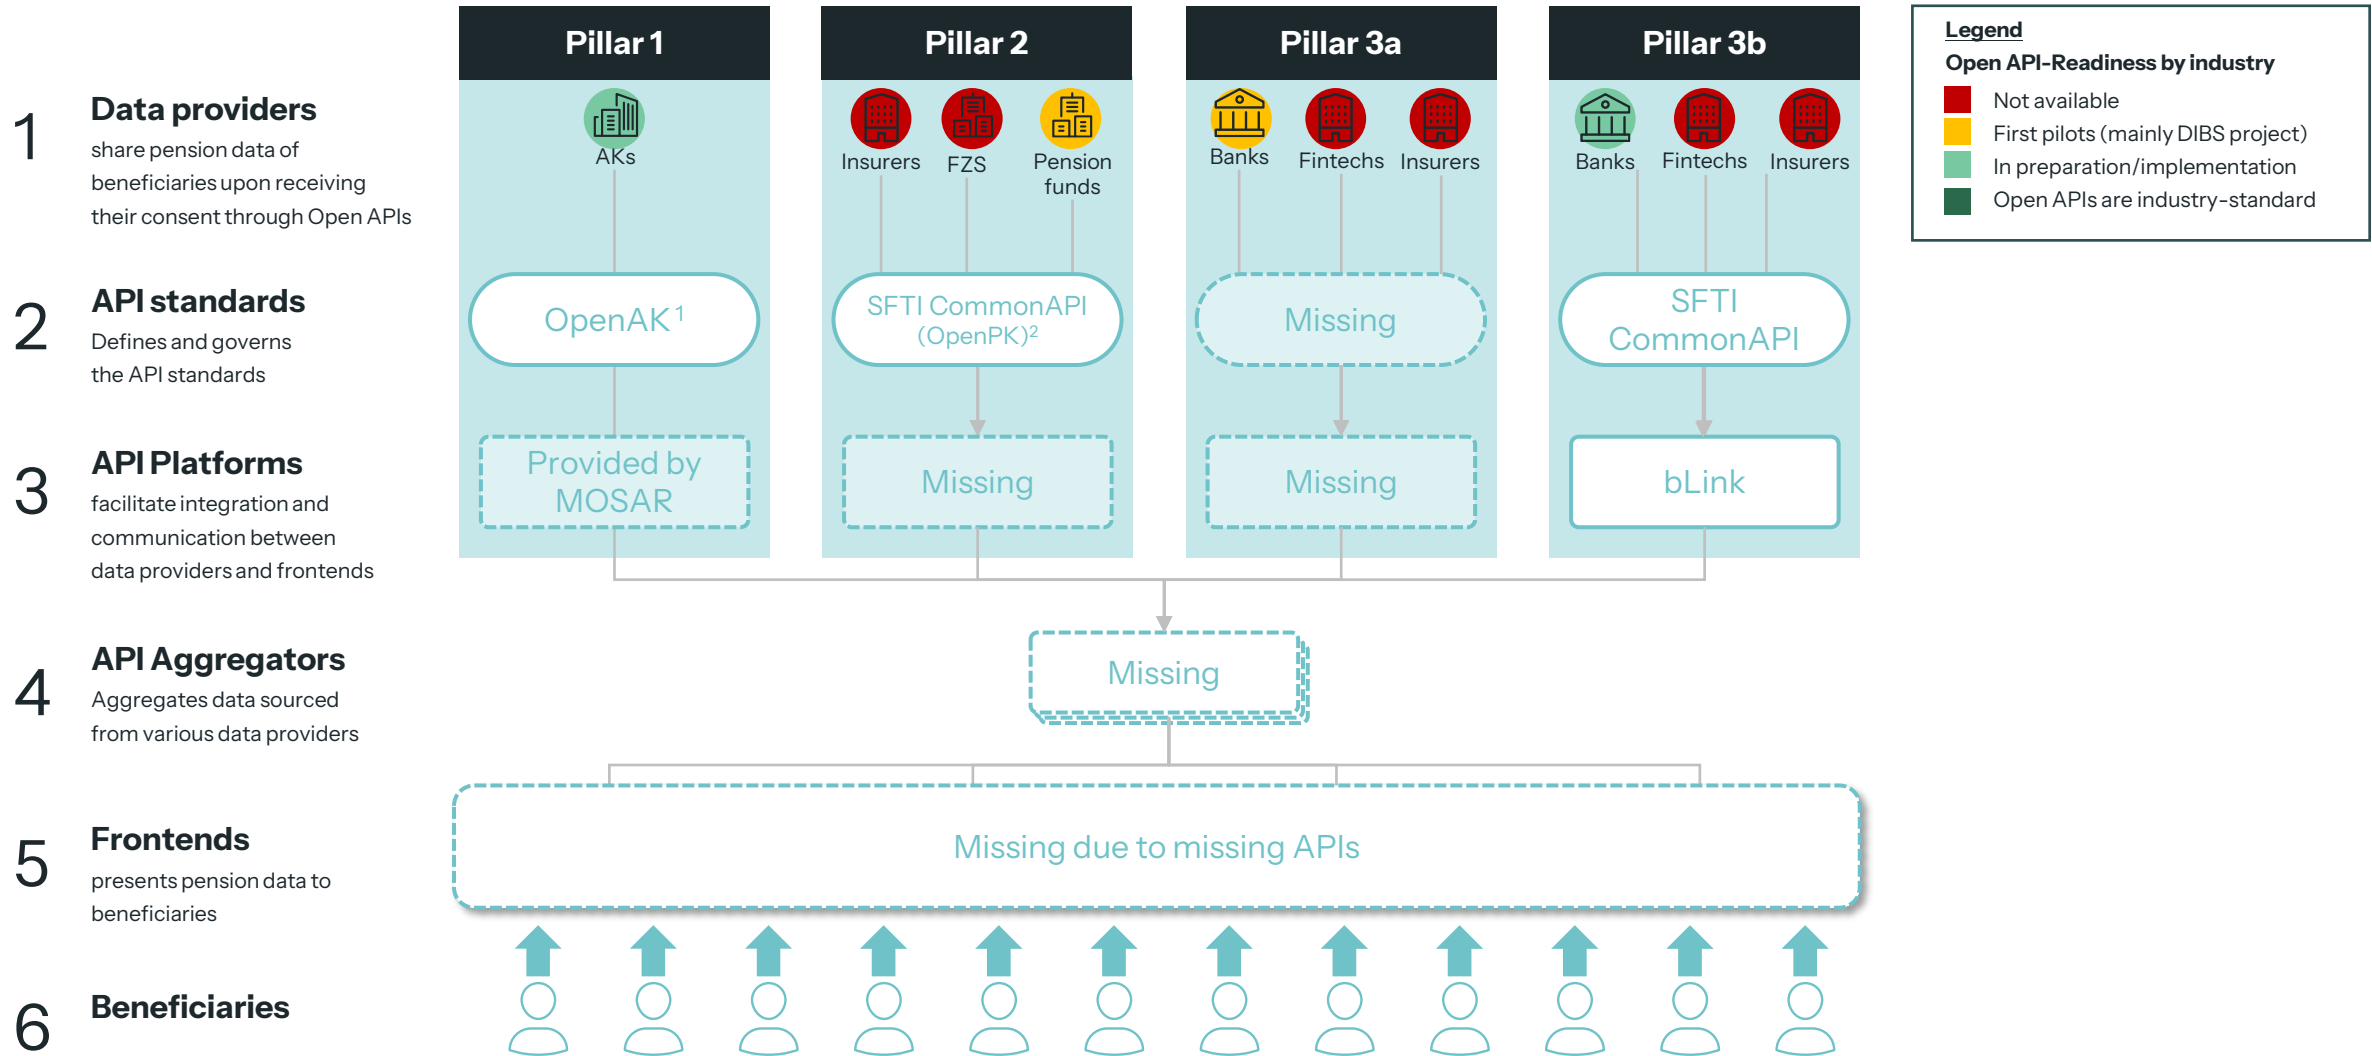 Pillar 1
Pillar 2
Pillar 3a
Pillar 3b
Legend
Open API-Readiness by industry
Not available
First pilots (mainly DIBS project)
In preparation/implementation
Open APIs are industry-standard
1
Data providers
share pension data of
beneficiaries upon receiving
their consent through Open APIs
AKs
Insurers
FZS
Pension
funds
Banks
Fintechs
Insurers
Banks
Fintechs
Insurers
2
API standards
Defines and governs
the API standards
OpenAK¹
SFTI CommonAPI
(OpenPK)²
Missing
SFTI
CommonAPI
3
API Platforms
facilitate integration and
communication between
data providers and frontends
Provided by
MOSAR
Missing
Missing
bLink
4
API Aggregators
Aggregates data sourced
from various data providers
Missing
5
Frontends
presents pension data to
beneficiaries
Missing due to missing APIs
6
Beneficiaries